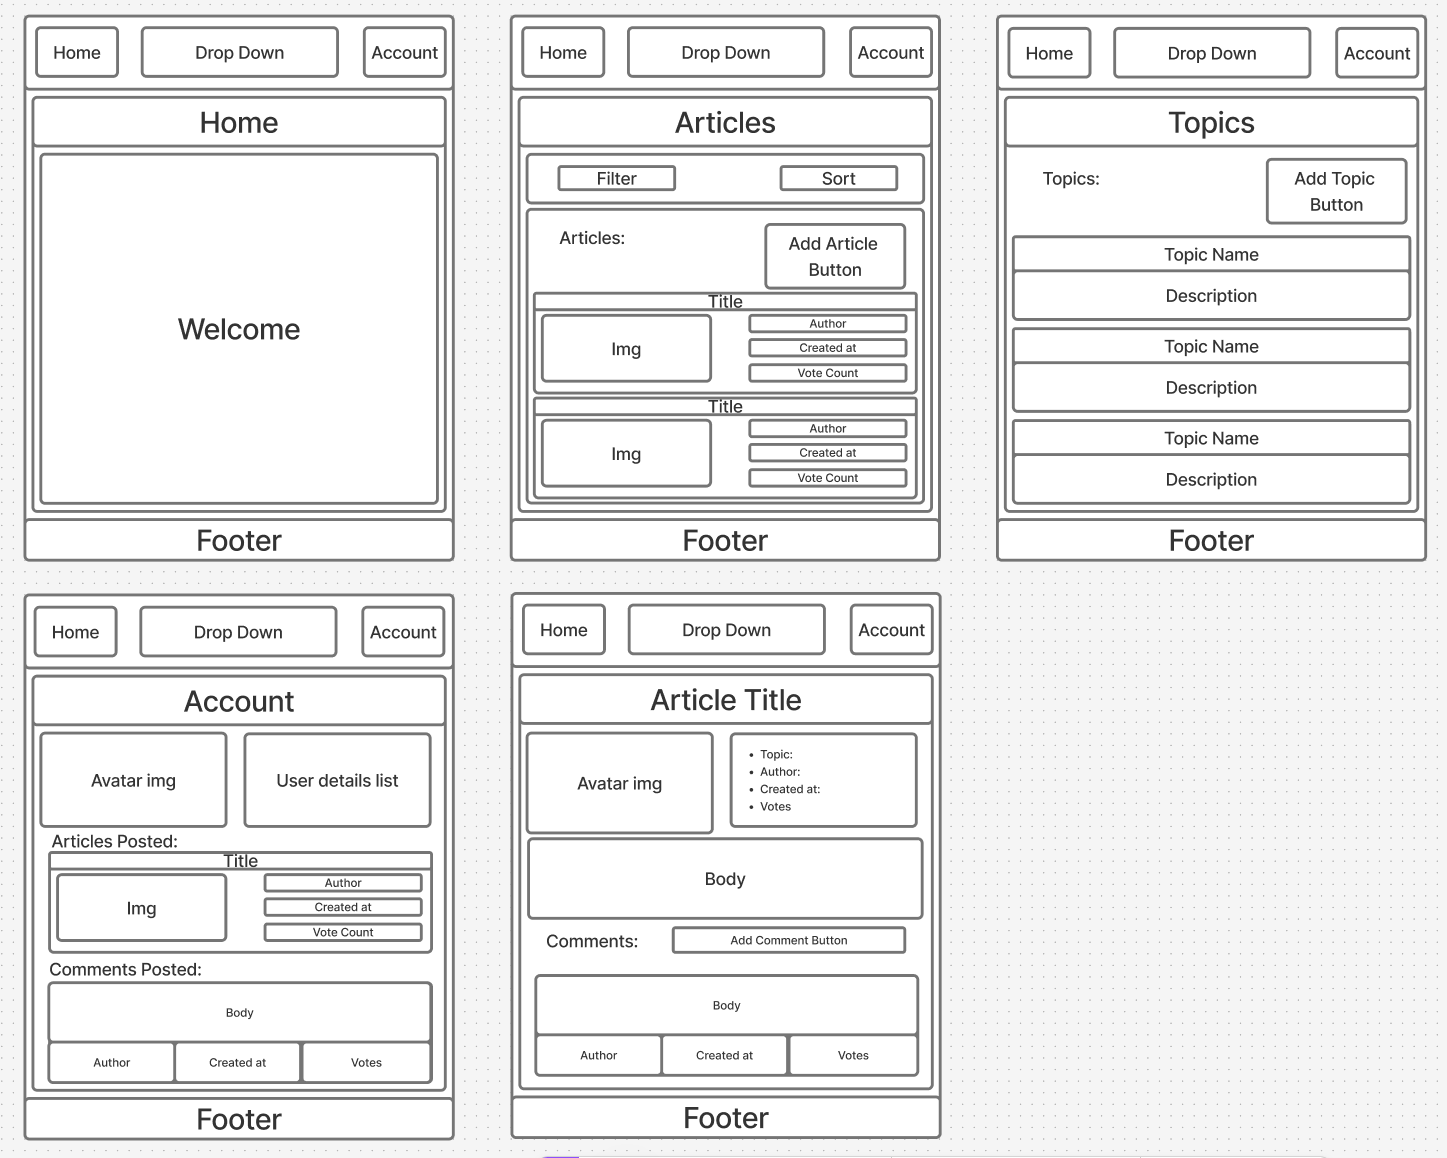 Home
Drop Down
Account
Home
Welcome
Footer
Home
Drop Down
Account
Articles
Filter
Sort
Articles:
Add Article
Button
Title
Img
Author
Created at
Vote Count
Title
Img
Author
Created at
Vote Count
Footer
Home
Drop Down
Account
Topics
Topics:
Add Topic
Button
Topic Name
Description
Topic Name
Description
Topic Name
Description
Footer
Home
Drop Down
Account
Account
Avatar img
User details list
Articles Posted:
Title
Img
Author
Created at
Vote Count
Comments Posted:
Body
Author
Created at
Votes
Footer
Home
Drop Down
Account
Article Title
Avatar img
• Topic:
• Author:
• Created at:
• Votes
Body
Comments:
Add Comment Button
Body
Author
Created at
Votes
Footer